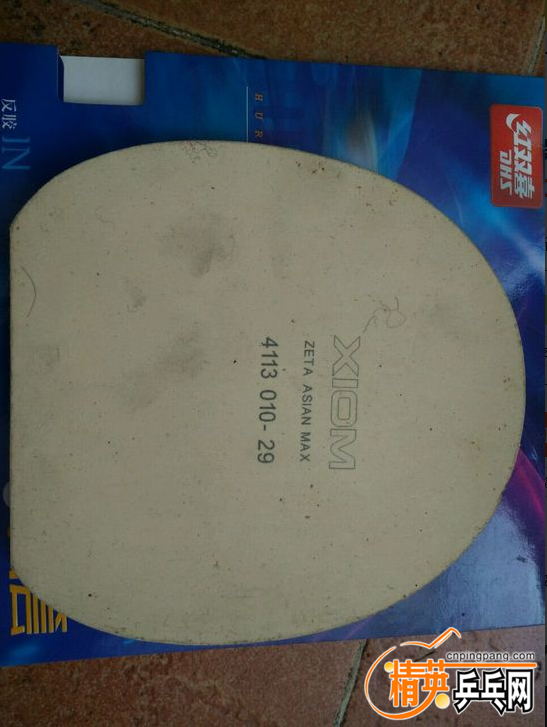 XIOM
ZETA ASIAN MAX
4113 010-29
红双喜
DHS
反胶 IN
HUR
cnpingpang.com
精英乒乓网